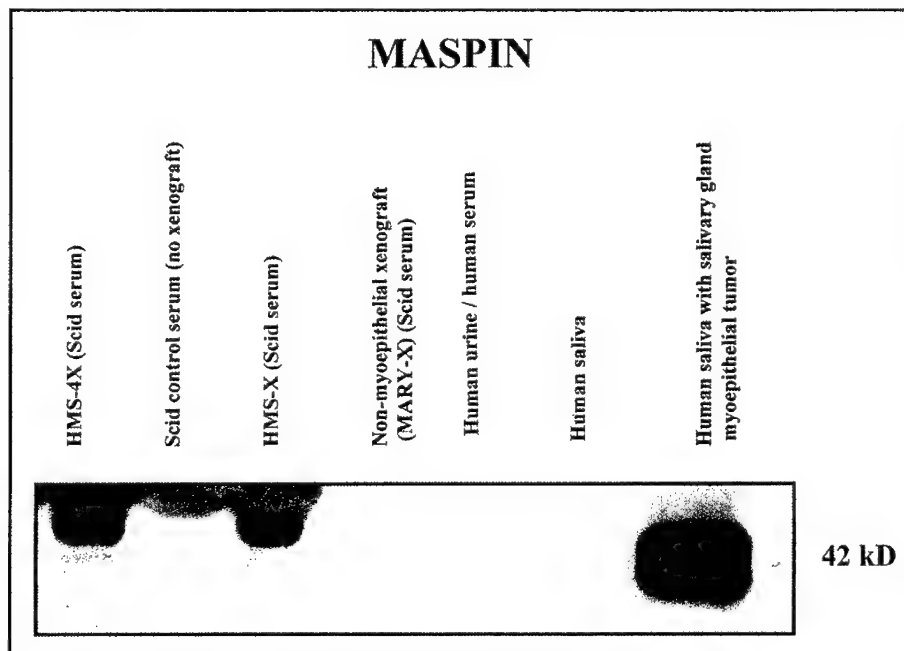 MASPIN
HMS-4X (Scid serum)
Scid control serum (no xenograft)
HMS-X (Scid serum)
Non-myoepithelial xenograft
(MARY-X) (Scid serum)
Human urine / human serum
Human saliva
Human saliva with salivary gland
myoepithelial tumor
42 kD